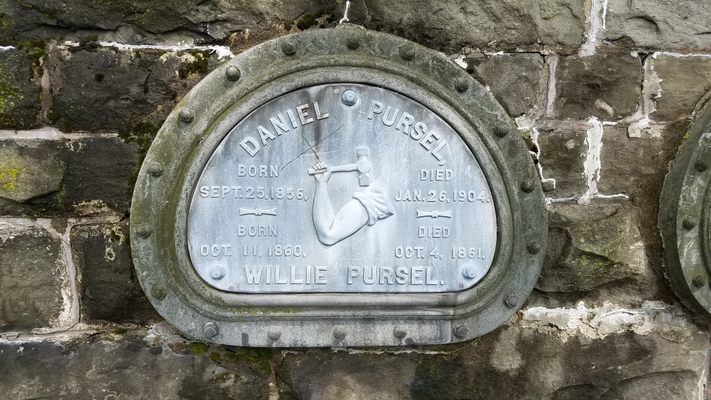 DANIEL PURSEL,
BORN DIED
SEPT. 25, 1856, JAN. 26, 1904.
BORN DIED
OCT. 11, 1860, OCT. 4, 1861.
WILLIE PURSEL.